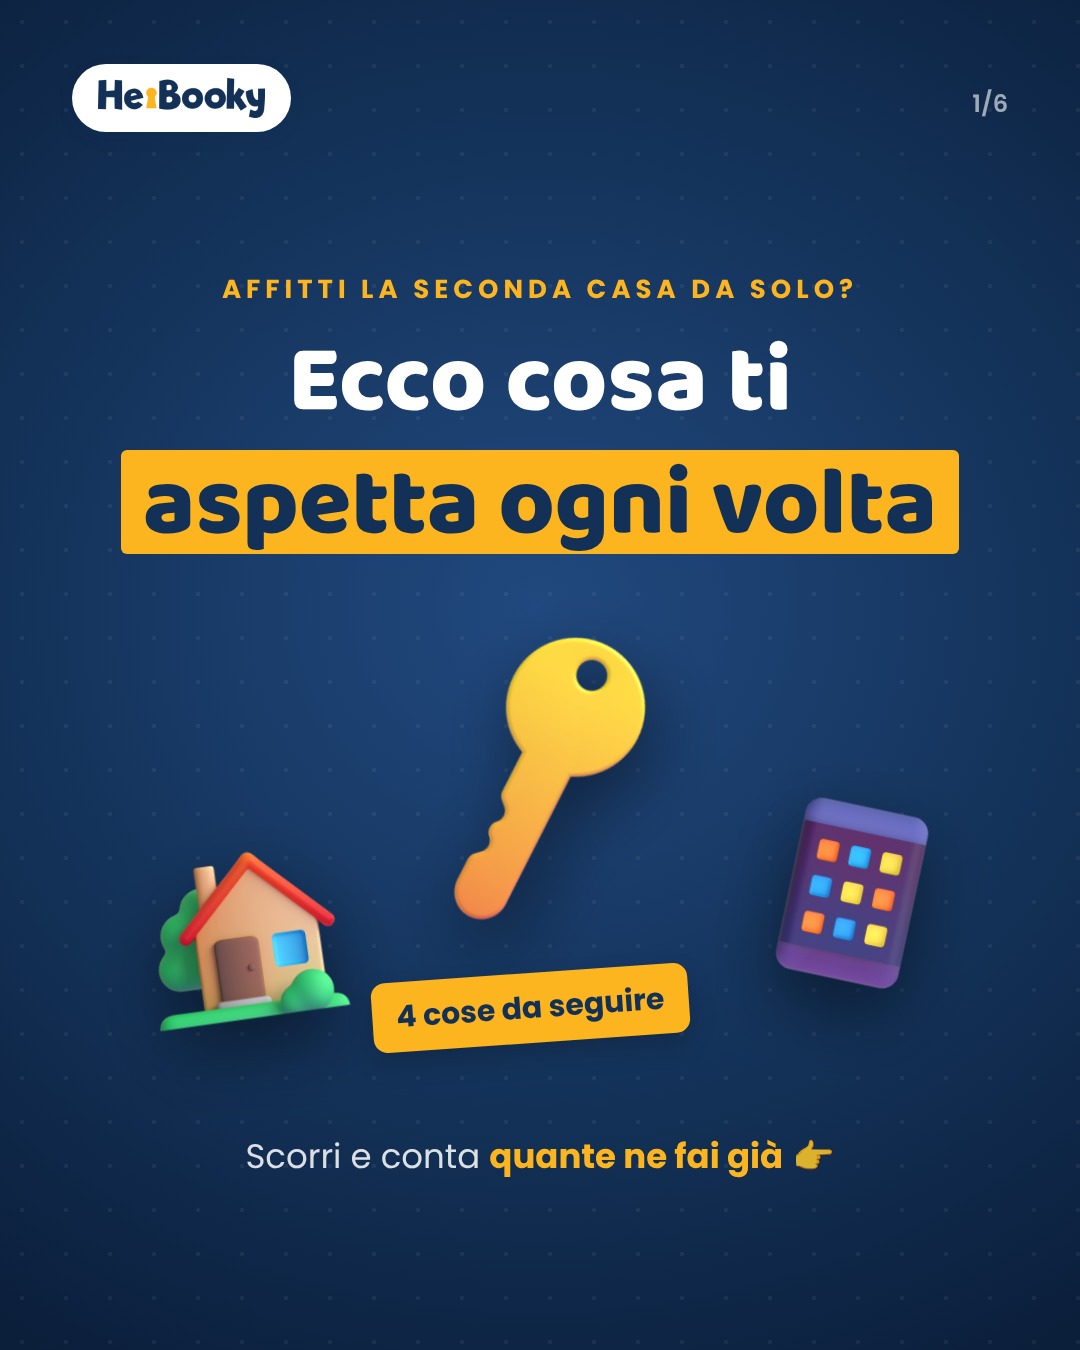 HeiBooky
1/6
AFFITTI LA SECONDA CASA DA SOLO?
Ecco cosa ti
aspetta ogni volta
4 cose da seguire
Scorri e conta quante ne fai già 👉